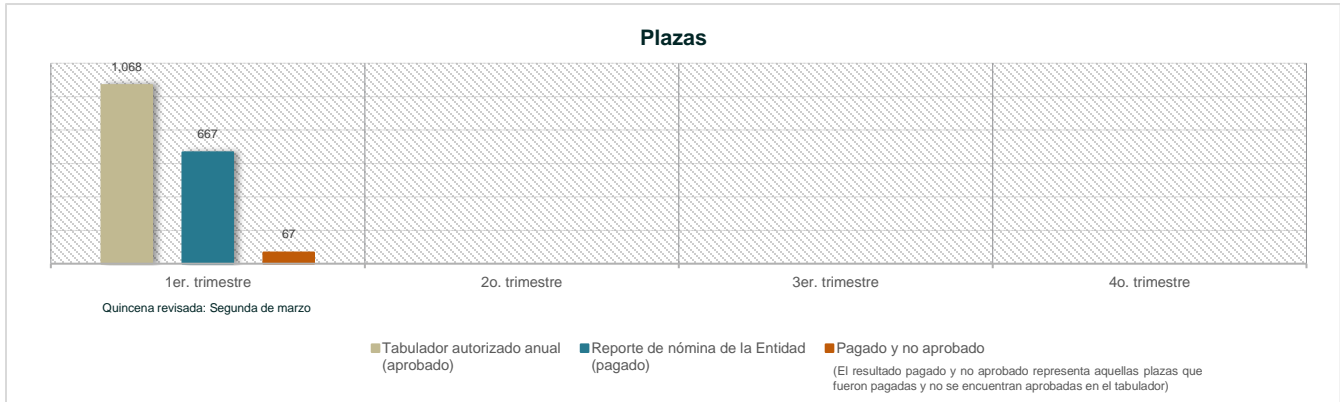 Plazas
1,068
667
67
1er. trimestre
2o. trimestre
3er. trimestre
4o. trimestre
Quincena revisada: Segunda de marzo
Tabulador autorizado anual
(aprobado)
Reporte de nómina de la Entidad
(pagado)
Pagado y no aprobado
(El resultado pagado y no aprobado representa aquellas plazas que
fueron pagadas y no se encuentran aprobadas en el tabulador)